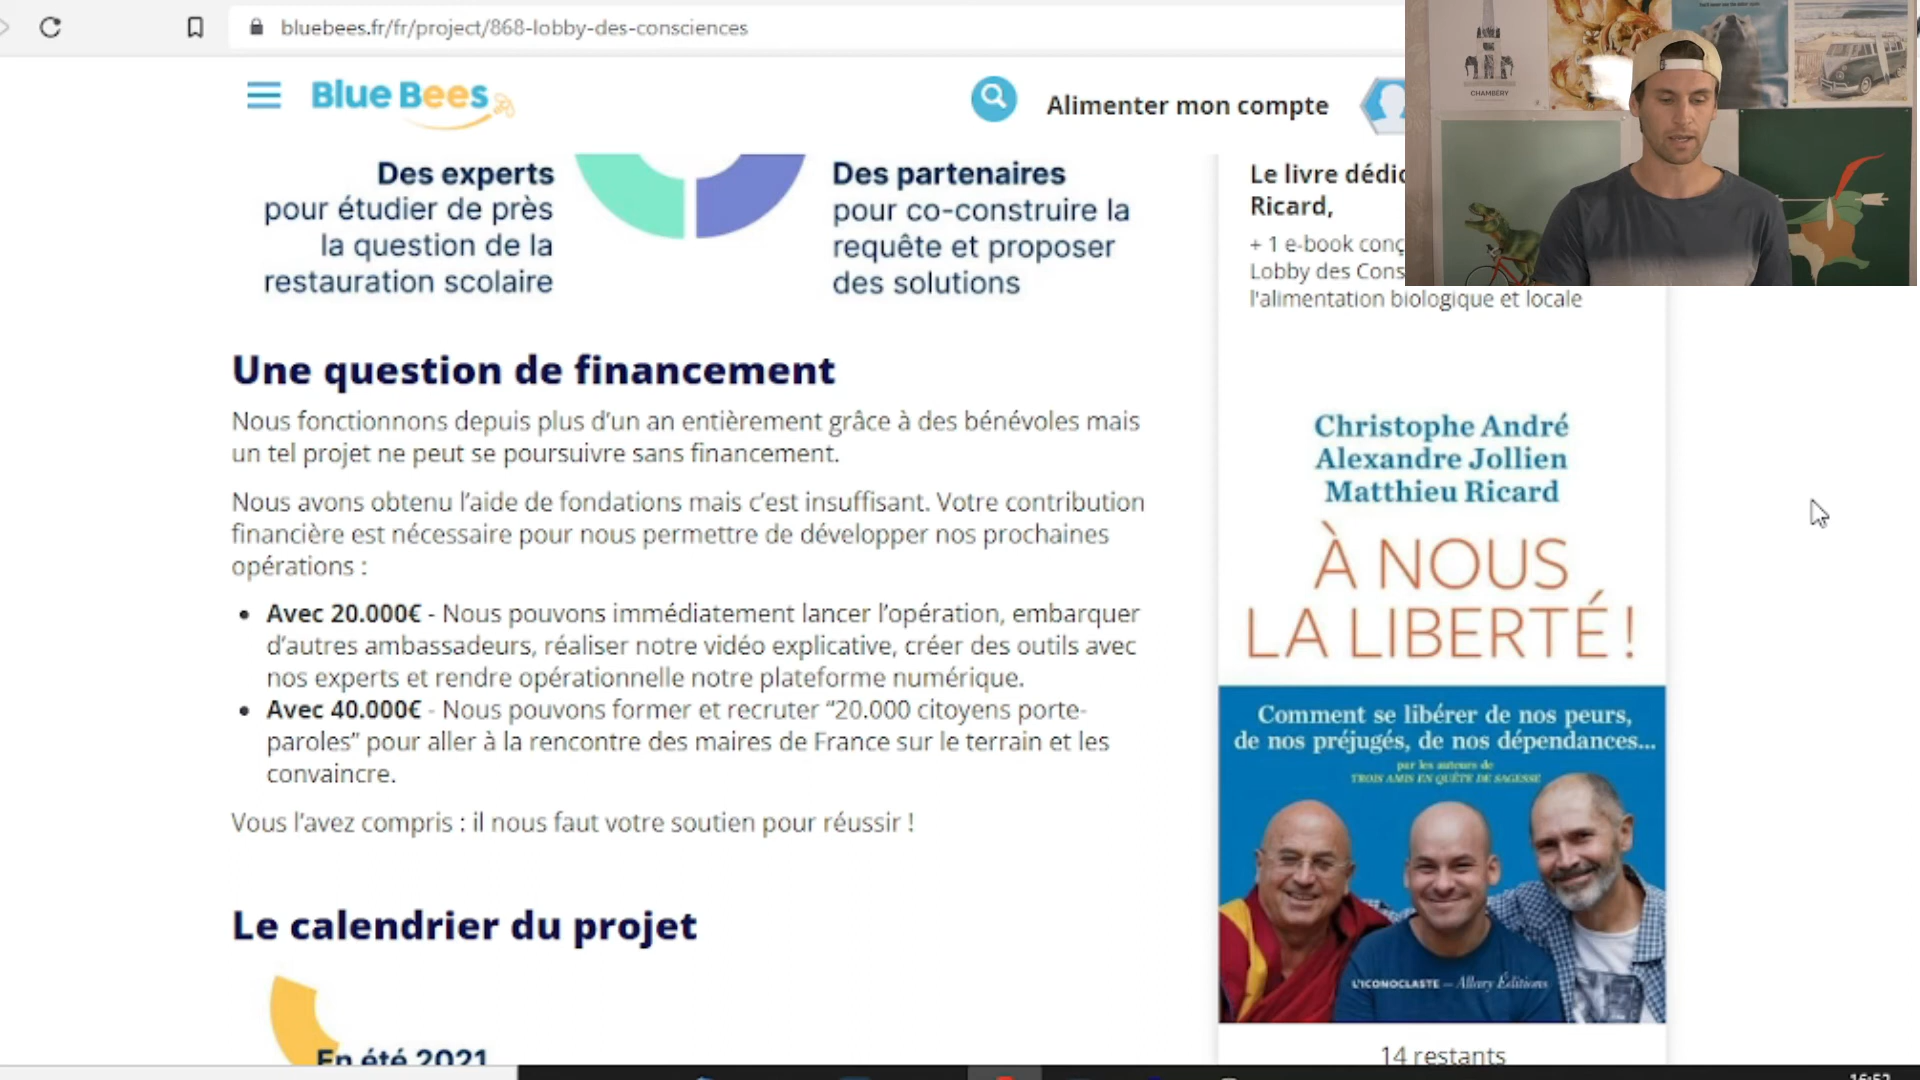 bluebees.fr/fr/project/868-lobby-des-consciences
Blue Bees
Alimenter mon compte
CHAMBÉRY
Des experts
pour étudier de près
la question de la
restauration scolaire
Des partenaires
pour co-construire la
requête et proposer
des solutions
Le livre dédic
Ricard,
+ 1 e-book conç
Lobby des Cons
l'alimentation biologique et locale
Une question de financement
Nous fonctionnons depuis plus d'un an entièrement grâce à des bénévoles mais
un tel projet ne peut se poursuivre sans financement.
Nous avons obtenu l'aide de fondations mais c'est insuffisant. Votre contribution
financière est nécessaire pour nous permettre de développer nos prochaines
opérations :
• Avec 20.000€ - Nous pouvons immédiatement lancer l'opération, embarquer
d'autres ambassadeurs, réaliser notre vidéo explicative, créer des outils avec
nos experts et rendre opérationnelle notre plateforme numérique.
• Avec 40.000€ - Nous pouvons former et recruter “20.000 citoyens porte-
paroles” pour aller à la rencontre des maires de France sur le terrain et les
convaincre.
Vous l'avez compris : il nous faut votre soutien pour réussir !
Le calendrier du projet
En été 2021
Christophe André
Alexandre Jollien
Matthieu Ricard
À NOUS
LA LIBERTÉ !
Comment se libérer de nos peurs,
de nos préjugés, de nos dépendances...
par les auteurs de
TROIS AMIS EN QUÊTE DE SAGESSE
L'ICONOCLASTE — Allary Éditions
14 restants